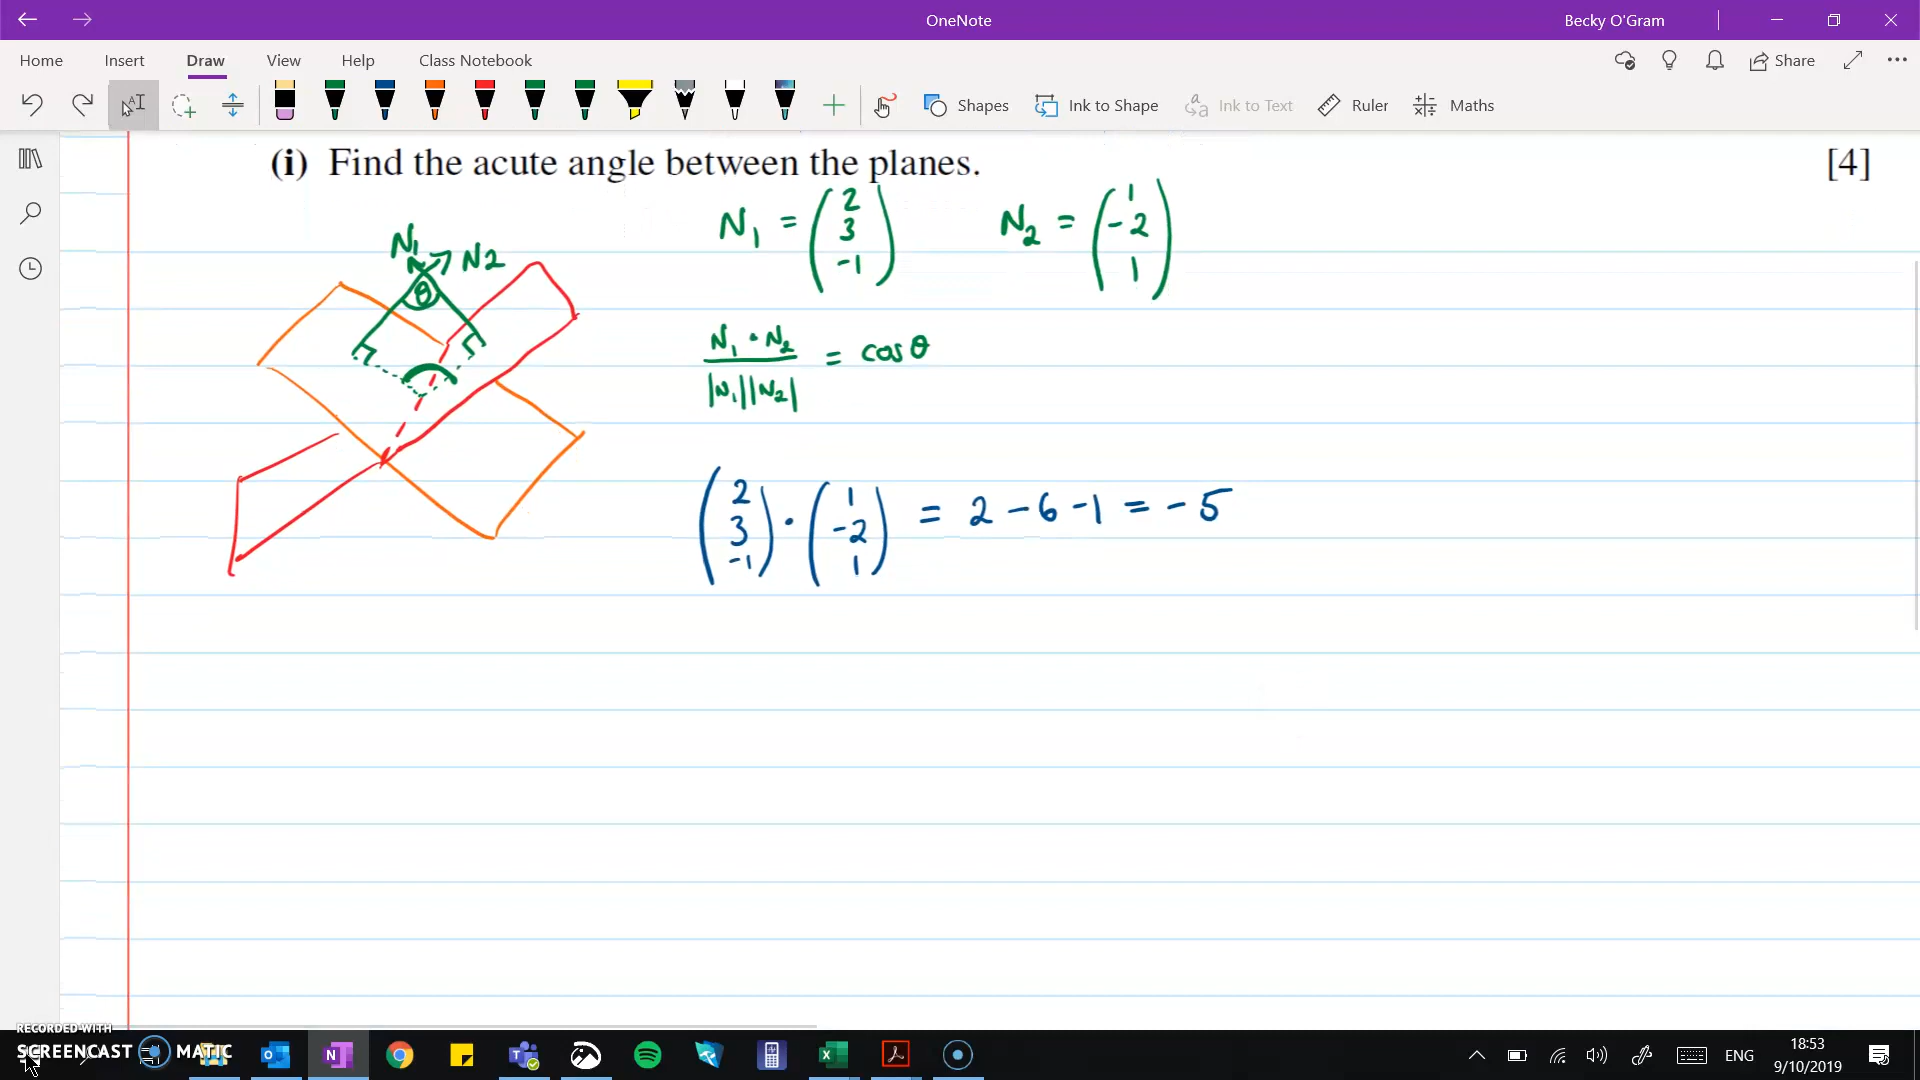 OneNote
Becky O'Gram
Home Insert Draw View Help Class Notebook
Share
Shapes Ink to Shape Ink to Text Ruler Maths
(i) Find the acute angle between the planes. [4]
N₁ = (2 3 -1) N₂ = (1 -2 1)
N₁ N2
θ
N₁ · N₂ / |N₁||N₂| = cos θ
(2 3 -1) · (1 -2 1) = 2 - 6 - 1 = - 5
RECORDED WITH
SCREENCAST MATIC
ENG
18:53
9/10/2019